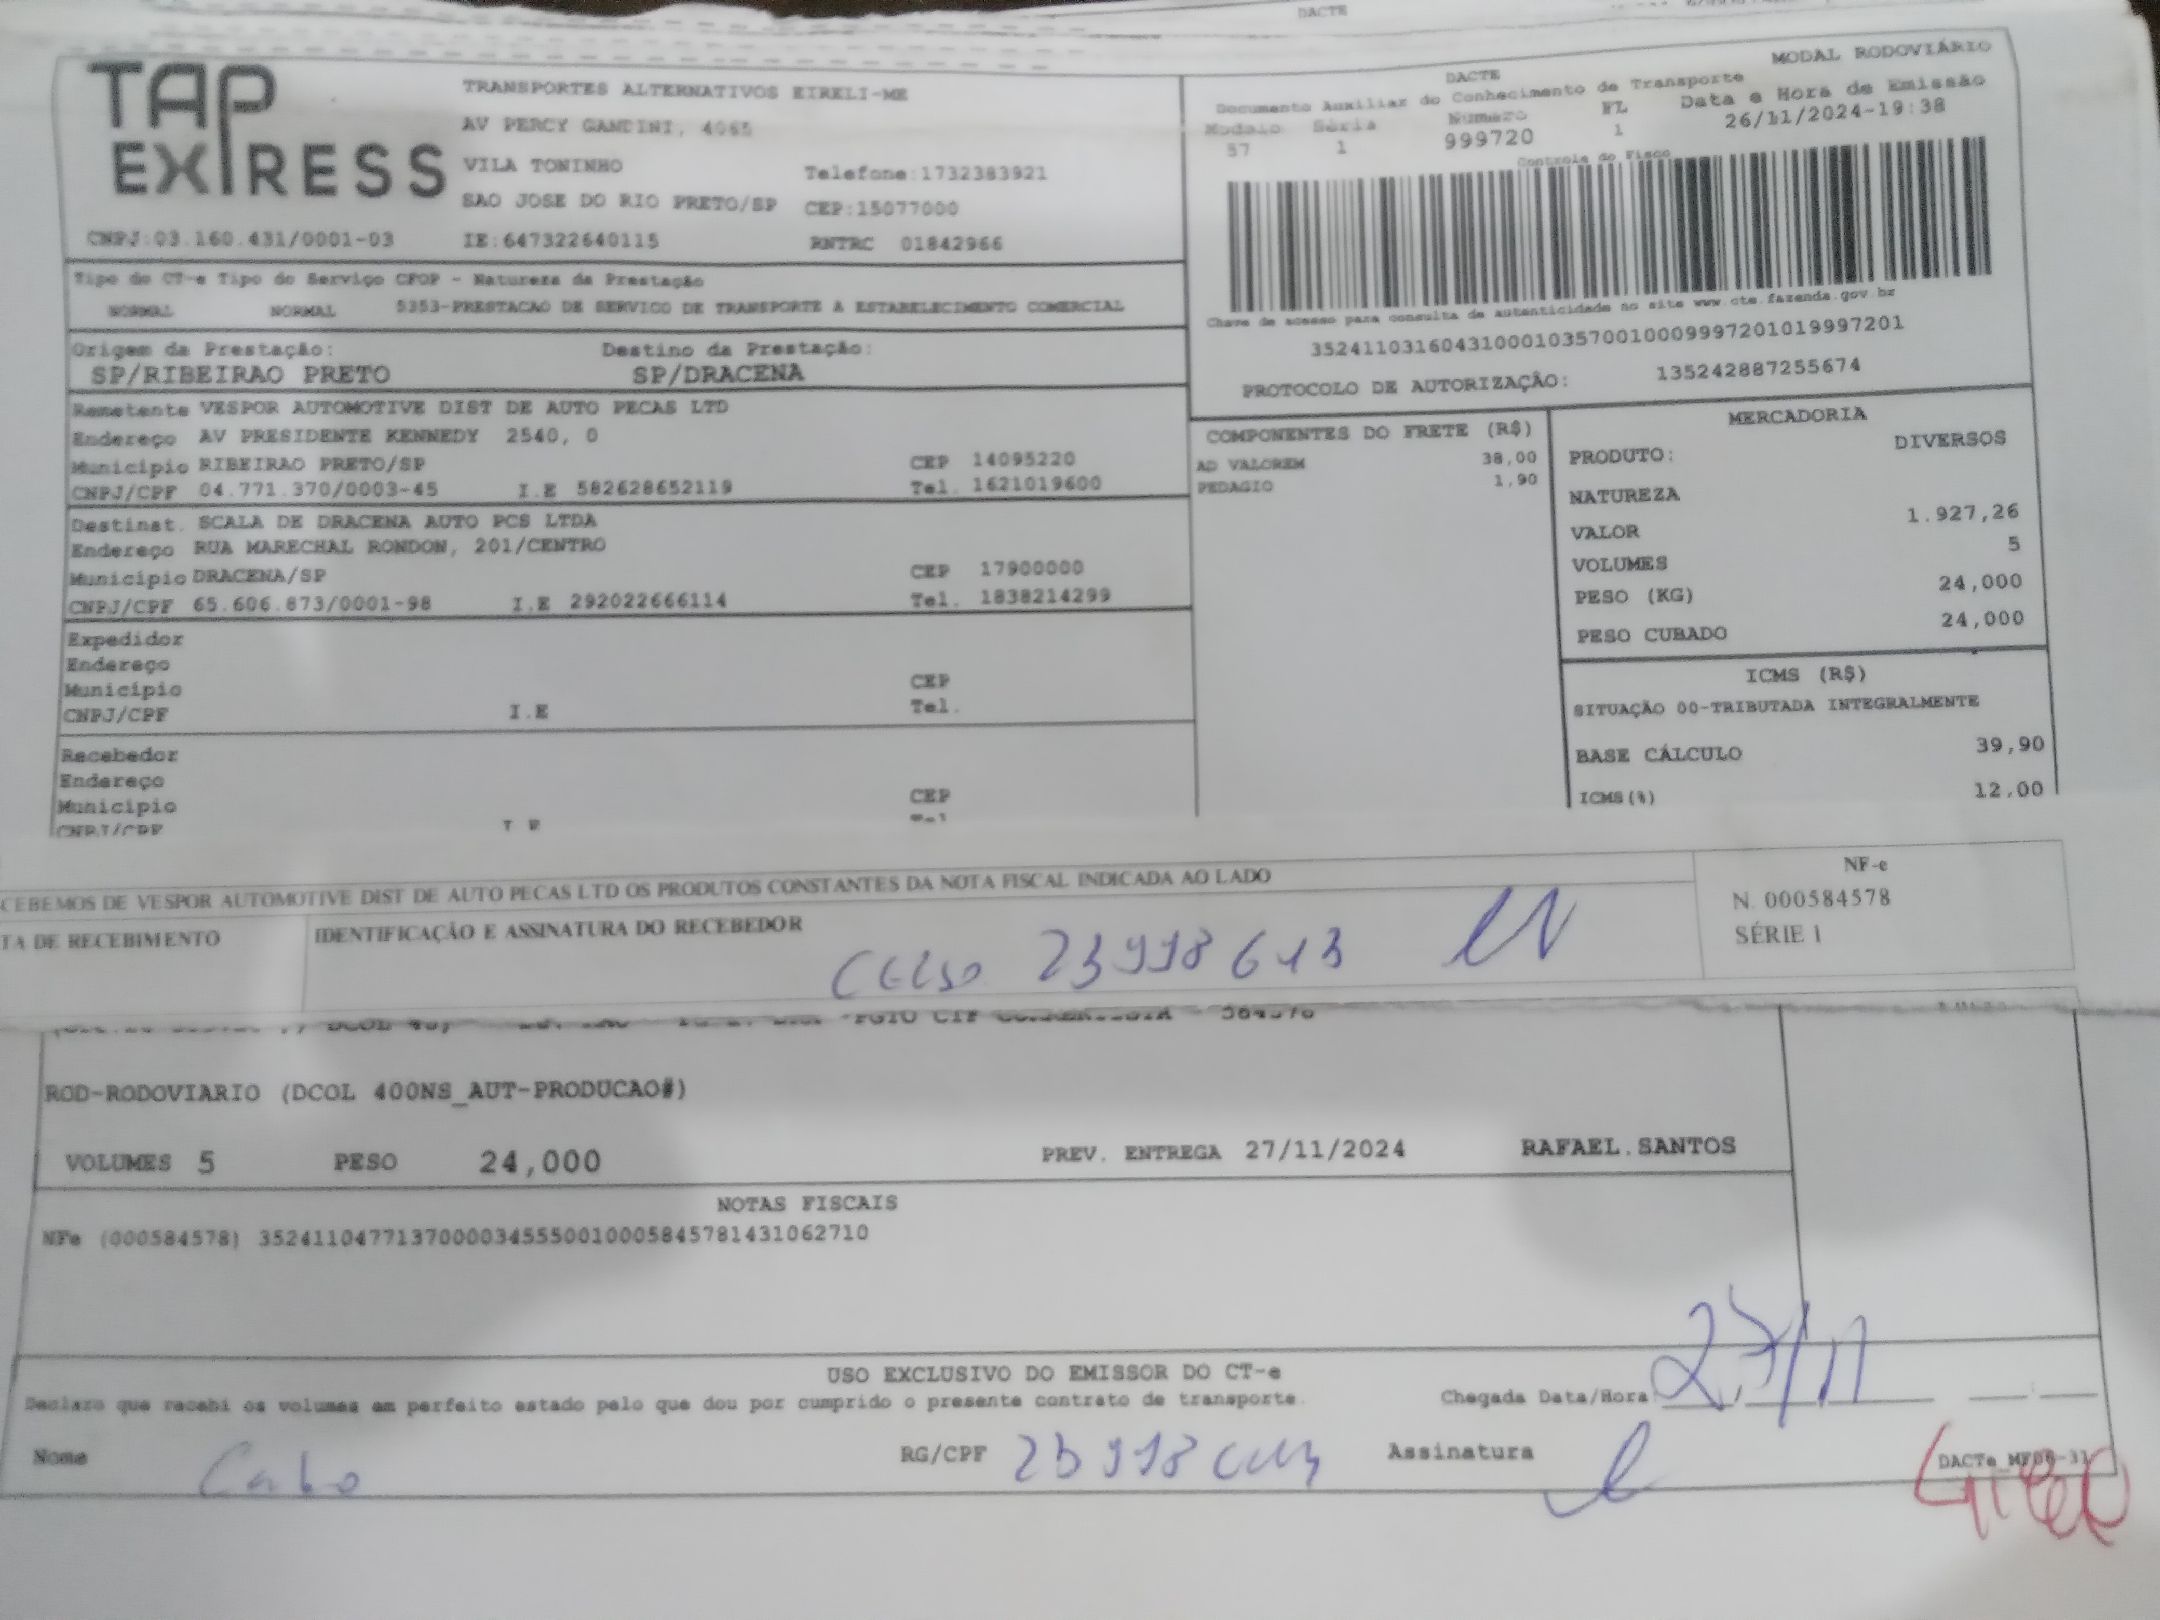 DACTE
TAP EXPRESS
TRANSPORTES ALTERNATIVOS EIRELI-ME
AV PERCY GANDINI, 4065
VILA TONINHO Telefone:1732383921
SAO JOSE DO RIO PRETO/SP CEP:15077000
CNPJ:03.160.431/0001-03 IE:647322640115 RNTRC 01842966
MODAL RODOVIÁRIO
DACTE
Documento Auxiliar do Conhecimento de Transporte
Modelo Séria Numero FL Data e Hora de Emissão
57 1 999720 1 26/11/2024-19:38
Controle do Fisco
Chave de acesso para consulta de autenticidade no site www.cte.fazenda.gov.br
35241103160431000103570010009997201019997201
PROTOCOLO DE AUTORIZAÇÃO: 135242887255674
Tipo do CT-e Tipo do Serviço CFOP - Natureza da Prestação
NORMAL NORMAL 5353-PRESTACAO DE SERVICO DE TRANSPORTE A ESTABELECIMENTO COMERCIAL
Origem da Prestação: Destino da Prestação:
SP/RIBEIRAO PRETO SP/DRACENA
Remetente VESPOR AUTOMOTIVE DIST DE AUTO PECAS LTD
Endereço AV PRESIDENTE KENNEDY 2540, 0
Município RIBEIRAO PRETO/SP CEP 14095220
CNPJ/CPF 04.771.370/0003-45 I.E 582628652119 Tel. 1621019600
Destinat. SCALA DE DRACENA AUTO PCS LTDA
Endereço RUA MARECHAL RONDON, 201/CENTRO
Município DRACENA/SP CEP 17900000
CNPJ/CPF 65.606.873/0001-98 I.E 292022666114 Tel. 1838214299
Expedidor
Endereço
Município CEP
CNPJ/CPF I.E Tel.
Recebedor
Endereço
Município CEP
CNPJ/CPF I E Tel
COMPONENTES DO FRETE (R$)
AD VALOREM 38,00
PEDAGIO 1,90
MERCADORIA
PRODUTO: DIVERSOS
NATUREZA
VALOR 1.927,26
VOLUMES 5
PESO (KG) 24,000
PESO CUBADO 24,000
ICMS (R$)
SITUAÇÃO 00-TRIBUTADA INTEGRALMENTE
BASE CÁLCULO 39,90
ICMS(%) 12,00
CEBEMOS DE VESPOR AUTOMOTIVE DIST DE AUTO PECAS LTD OS PRODUTOS CONSTANTES DA NOTA FISCAL INDICADA AO LADO
TA DE RECEBIMENTO IDENTIFICAÇÃO E ASSINATURA DO RECEBEDOR
Celso
NF-e
N. 000584578
SÉRIE 1
ROD-RODOVIARIO (DCOL 400NS_AUT-PRODUCAO#)
VOLUMES 5 PESO 24,000 PREV. ENTREGA 27/11/2024 RAFAEL.SANTOS
NOTAS FISCAIS
NFe (000584578) 35241104771370000345550010005845781431062710
USO EXCLUSIVO DO EMISSOR DO CT-e
Declaro que recebi os volumes em perfeito estado pelo que dou por cumprido o presente contrato de transporte. Chegada Data/Hora 27/11
Nome RG/CPF Assinatura